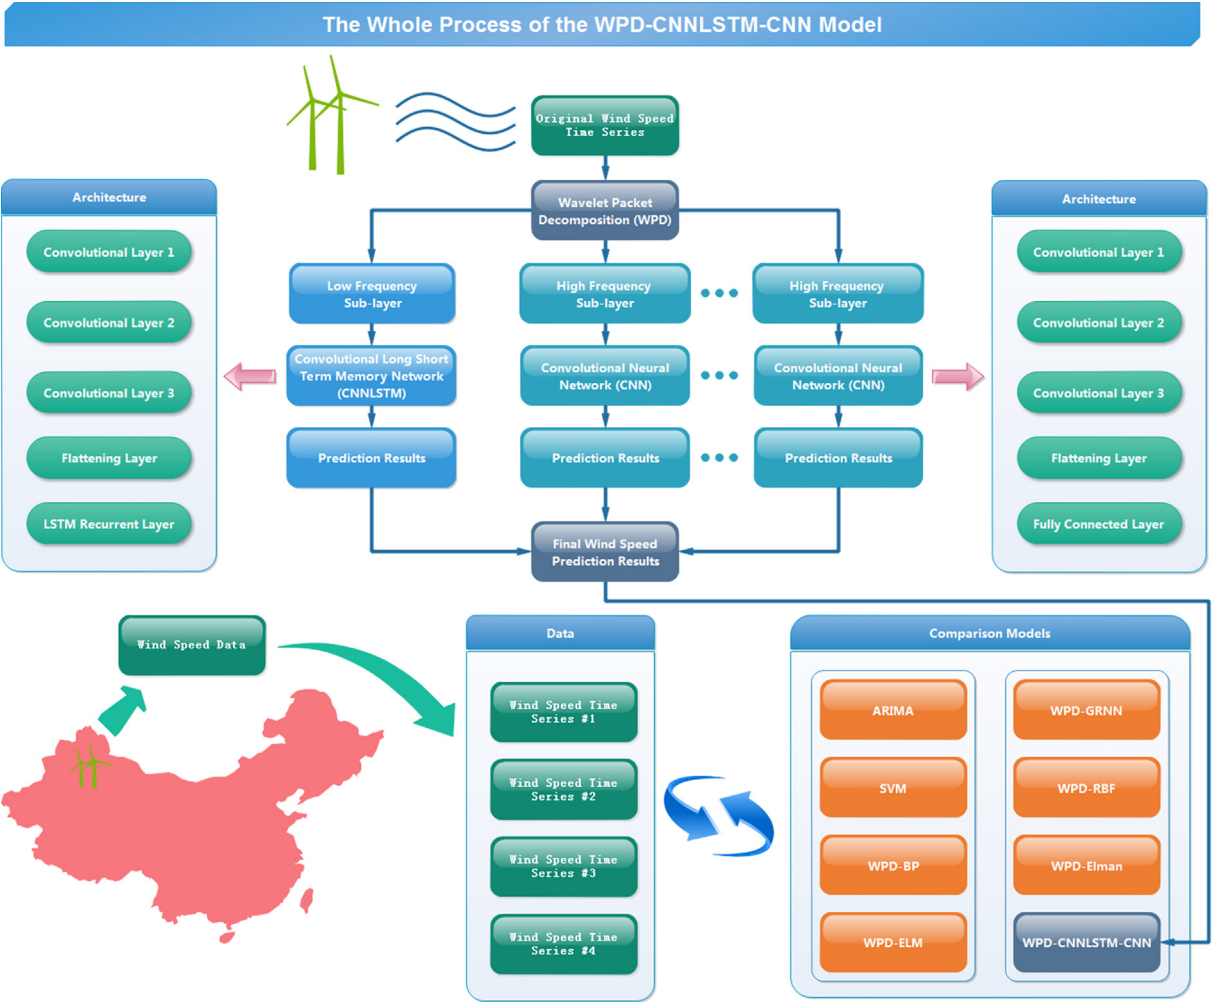 The Whole Process of the WPD-CNNLSTM-CNN Model
Original Wind Speed
Time Series
Wavelet Packet
Decomposition (WPD)
Architecture
Convolutional Layer 1
Convolutional Layer 2
Convolutional Layer 3
Flattening Layer
LSTM Recurrent Layer
Low Frequency
Sub-layer
High Frequency
Sub-layer
High Frequency
Sub-layer
Convolutional Long Short
Term Memory Network
(CNNLSTM)
Convolutional Neural
Network (CNN)
Convolutional Neural
Network (CNN)
Prediction Results
Prediction Results
Prediction Results
Final Wind Speed
Prediction Results
Architecture
Convolutional Layer 1
Convolutional Layer 2
Convolutional Layer 3
Flattening Layer
Fully Connected Layer
Wind Speed Data
Data
Wind Speed Time
Series #1
Wind Speed Time
Series #2
Wind Speed Time
Series #3
Wind Speed Time
Series #4
Comparison Models
ARIMA
SVM
WPD-BP
WPD-ELM
WPD-GRNN
WPD-RBF
WPD-Elman
WPD-CNNLSTM-CNN